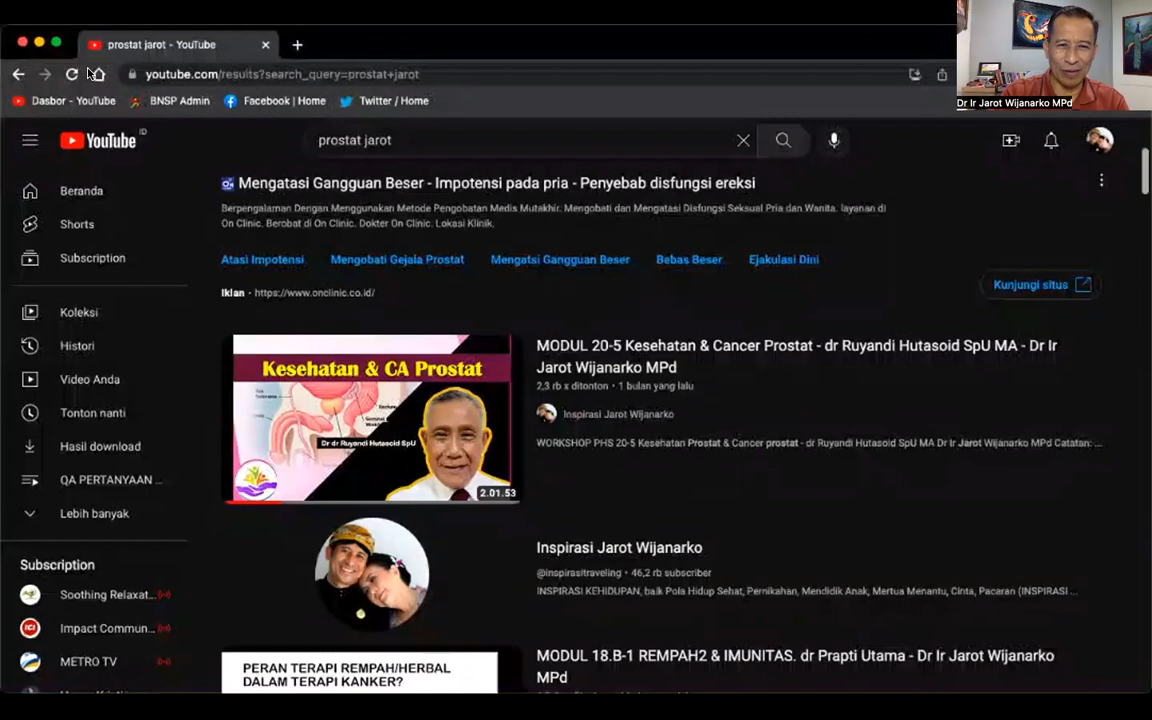 prostat jarot - YouTube
youtube.com/results?search_query=prostat+jarot
Dr Ir Jarot Wijanarko MPd
Dasbor - YouTube
BNSP Admin
Facebook | Home
Twitter / Home
YouTube ID
prostat jarot
Beranda
Shorts
Subscription
Koleksi
Histori
Video Anda
Tonton nanti
Hasil download
QA PERTANYAAN ...
Lebih banyak
Subscription
Soothing Relaxat...
Impact Commun...
METRO TV
Mengatasi Gangguan Beser - Impotensi pada pria - Penyebab disfungsi ereksi
Berpengalaman Dengan Menggunakan Metode Pengobatan Medis Mutakhir. Mengobati dan Mengatasi Disfungsi Seksual Pria dan Wanita. layanan di
On Clinic. Berobat di On Clinic. Dokter On Clinic. Lokasi Klinik.
Atasi Impotensi
Mengobati Gejala Prostat
Mengatsi Gangguan Beser
Bebas Beser
Ejakulasi Dini
Iklan · https://www.onclinic.co.id/
Kunjungi situs
Kesehatan & CA Prostat
Dr dr Ruyandi Hutasoid SpU
2.01.53
MODUL 20-5 Kesehatan & Cancer Prostat - dr Ruyandi Hutasoid SpU MA - Dr Ir
Jarot Wijanarko MPd
2,3 rb x ditonton · 1 bulan yang lalu
Inspirasi Jarot Wijanarko
WORKSHOP PHS 20-5 Kesehatan Prostat & Cancer prostat - dr Ruyandi Hutasoid SpU MA Dr Ir Jarot Wijanarko MPd Catatan: ...
Inspirasi Jarot Wijanarko
@inspirasitraveling · 46,2 rb subscriber
INSPIRASI KEHIDUPAN, baik Pola Hidup Sehat, Pernikahan, Mendidik Anak, Mertua Menantu, Cinta, Pacaran (INSPIRASI ...
PERAN TERAPI REMPAH/HERBAL
DALAM TERAPI KANKER?
MODUL 18.B-1 REMPAH2 & IMUNITAS. dr Prapti Utama - Dr Ir Jarot Wijanarko
MPd